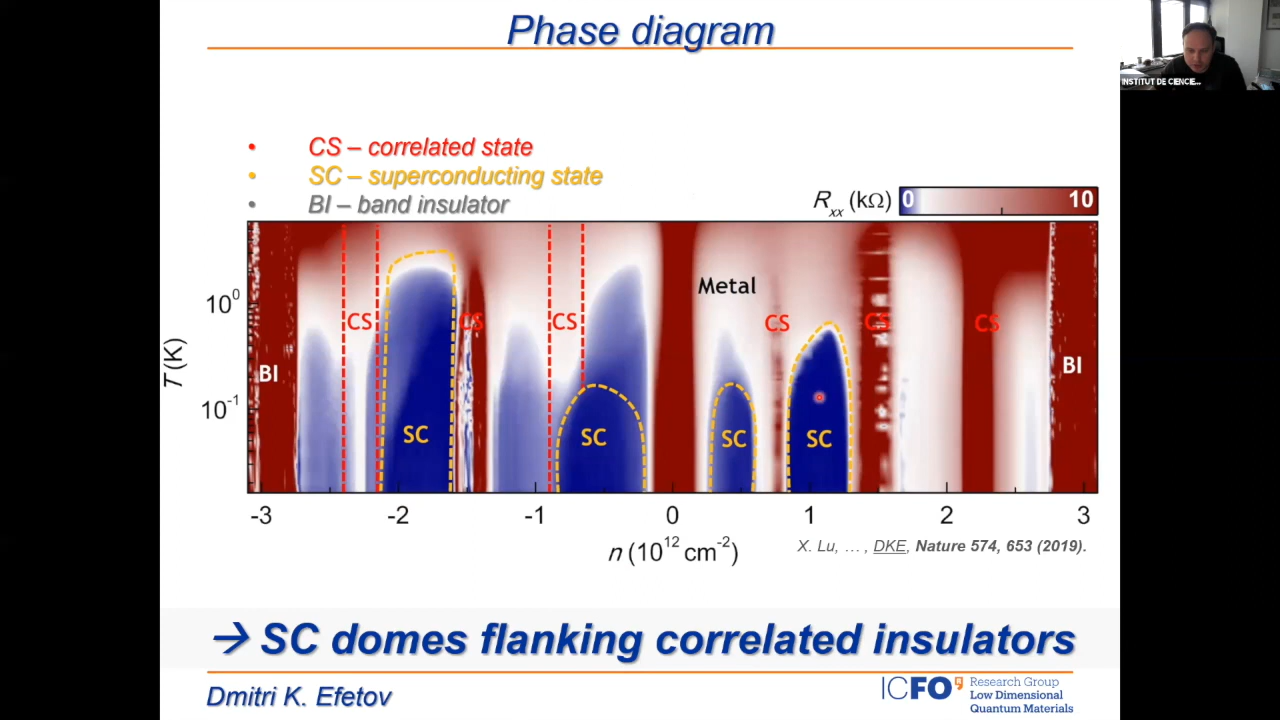 Phase diagram
INSTITUT DE CIENCIE...
• CS – correlated state
• SC – superconducting state
• BI – band insulator
Rxx (kΩ) 0 10
Metal
CS CS CS CS CS CS
BI BI
SC SC SC SC
T (K)
10⁰
10⁻¹
-3 -2 -1 0 1 2 3
n (10¹² cm⁻²)
X. Lu, … , DKE, Nature 574, 653 (2019).
→ SC domes flanking correlated insulators
Dmitri K. Efetov
ICFO Research Group
Low Dimensional
Quantum Materials